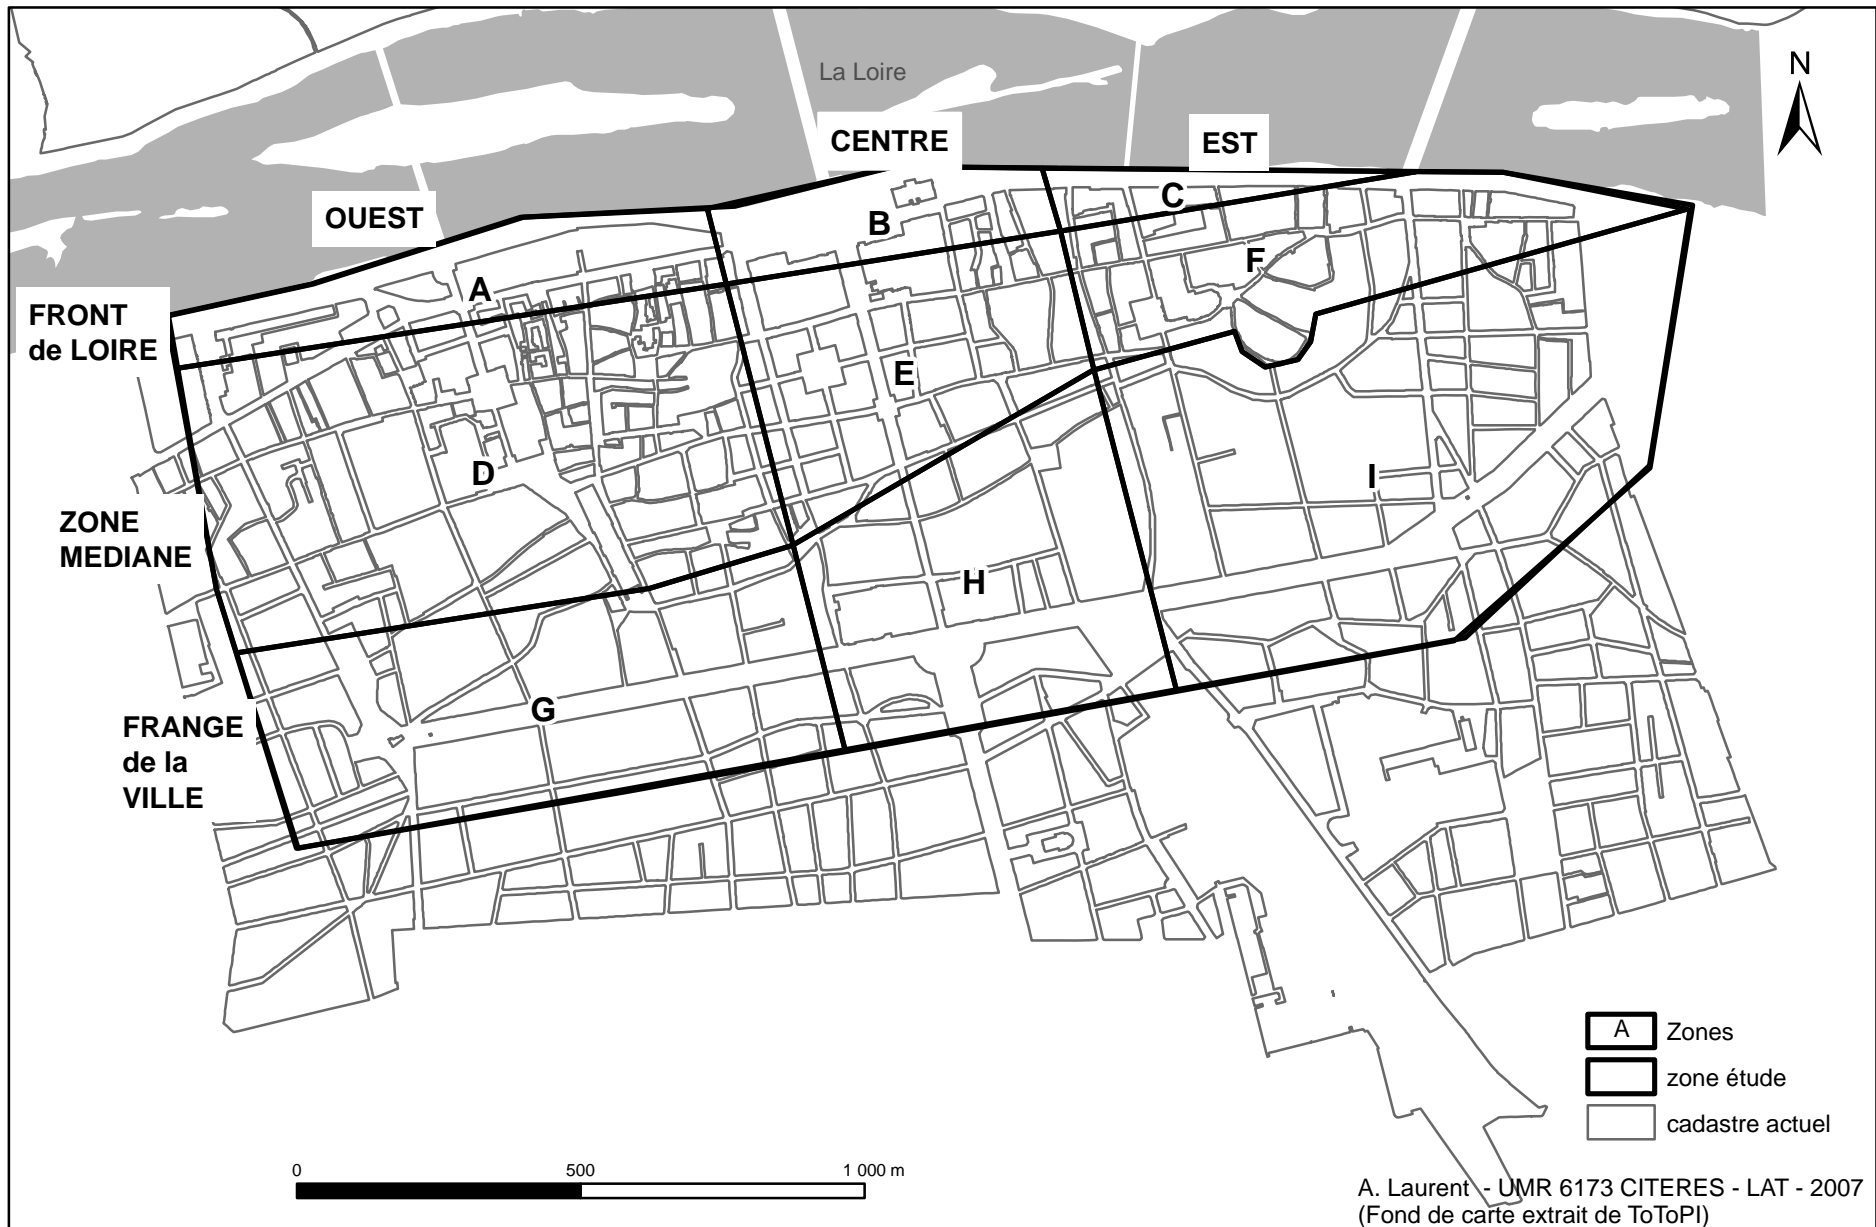 La Loire
N
CENTRE
EST
OUEST
C
B
F
A
FRONT
de LOIRE
E
D
I
ZONE
MEDIANE
H
G
FRANGE
de la
VILLE
A Zones
zone étude
cadastre actuel
0 500 1 000 m
A. Laurent - UMR 6173 CITERES - LAT - 2007
(Fond de carte extrait de ToToPI)